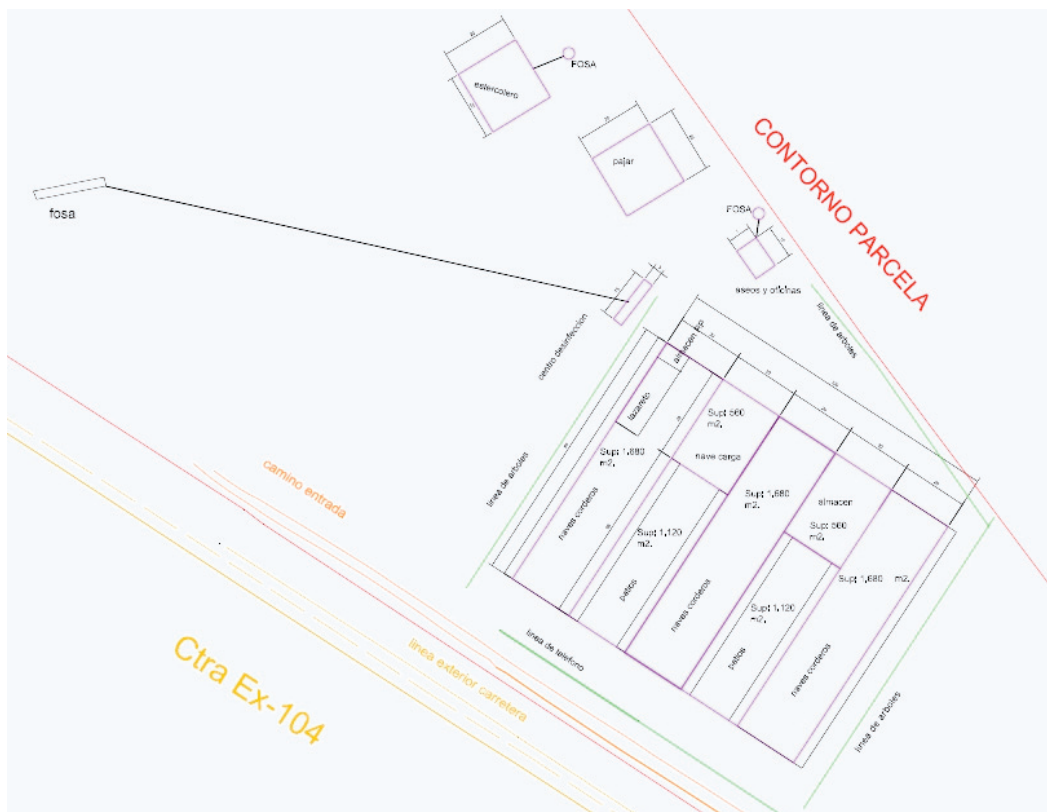 estercolero
FOSA
pajar
CONTORNO PARCELA
fosa
FOSA
aseos y oficinas
linea de arboles
centro desinfeccion
almacén RP
lazareto
Sup: 560
m2.
nave carga
linea de arboles
Sup: 1,680
m2.
Sup: 1,680
m2.
almacen
Sup: 560
m2.
camino entrada
naves corderos
Sup: 1,120
m2.
Sup: 1,680 m2.
patios
naves corderos
Sup: 1,120
m2.
patios
naves corderos
linea de telefono
linea exterior carretera
linea de arboles
Ctra Ex-104